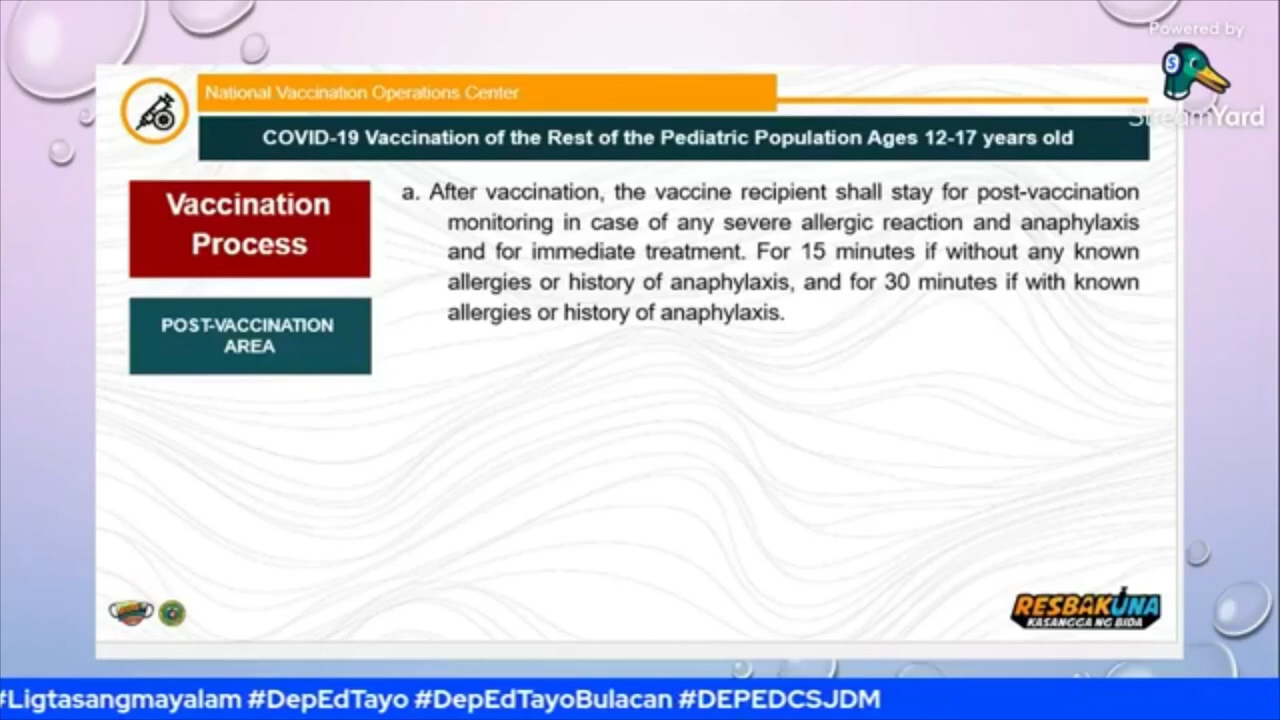 Powered by
StreamYard
National Vaccination Operations Center
COVID-19 Vaccination of the Rest of the Pediatric Population Ages 12-17 years old
Vaccination
Process
POST-VACCINATION
AREA
a. After vaccination, the vaccine recipient shall stay for post-vaccination
monitoring in case of any severe allergic reaction and anaphylaxis
and for immediate treatment. For 15 minutes if without any known
allergies or history of anaphylaxis, and for 30 minutes if with known
allergies or history of anaphylaxis.
RESBAKUNA
KASANGGA NG BIDA
#Ligtasangmayalam #DepEdTayo #DepEdTayoBulacan #DEPEDCSJDM